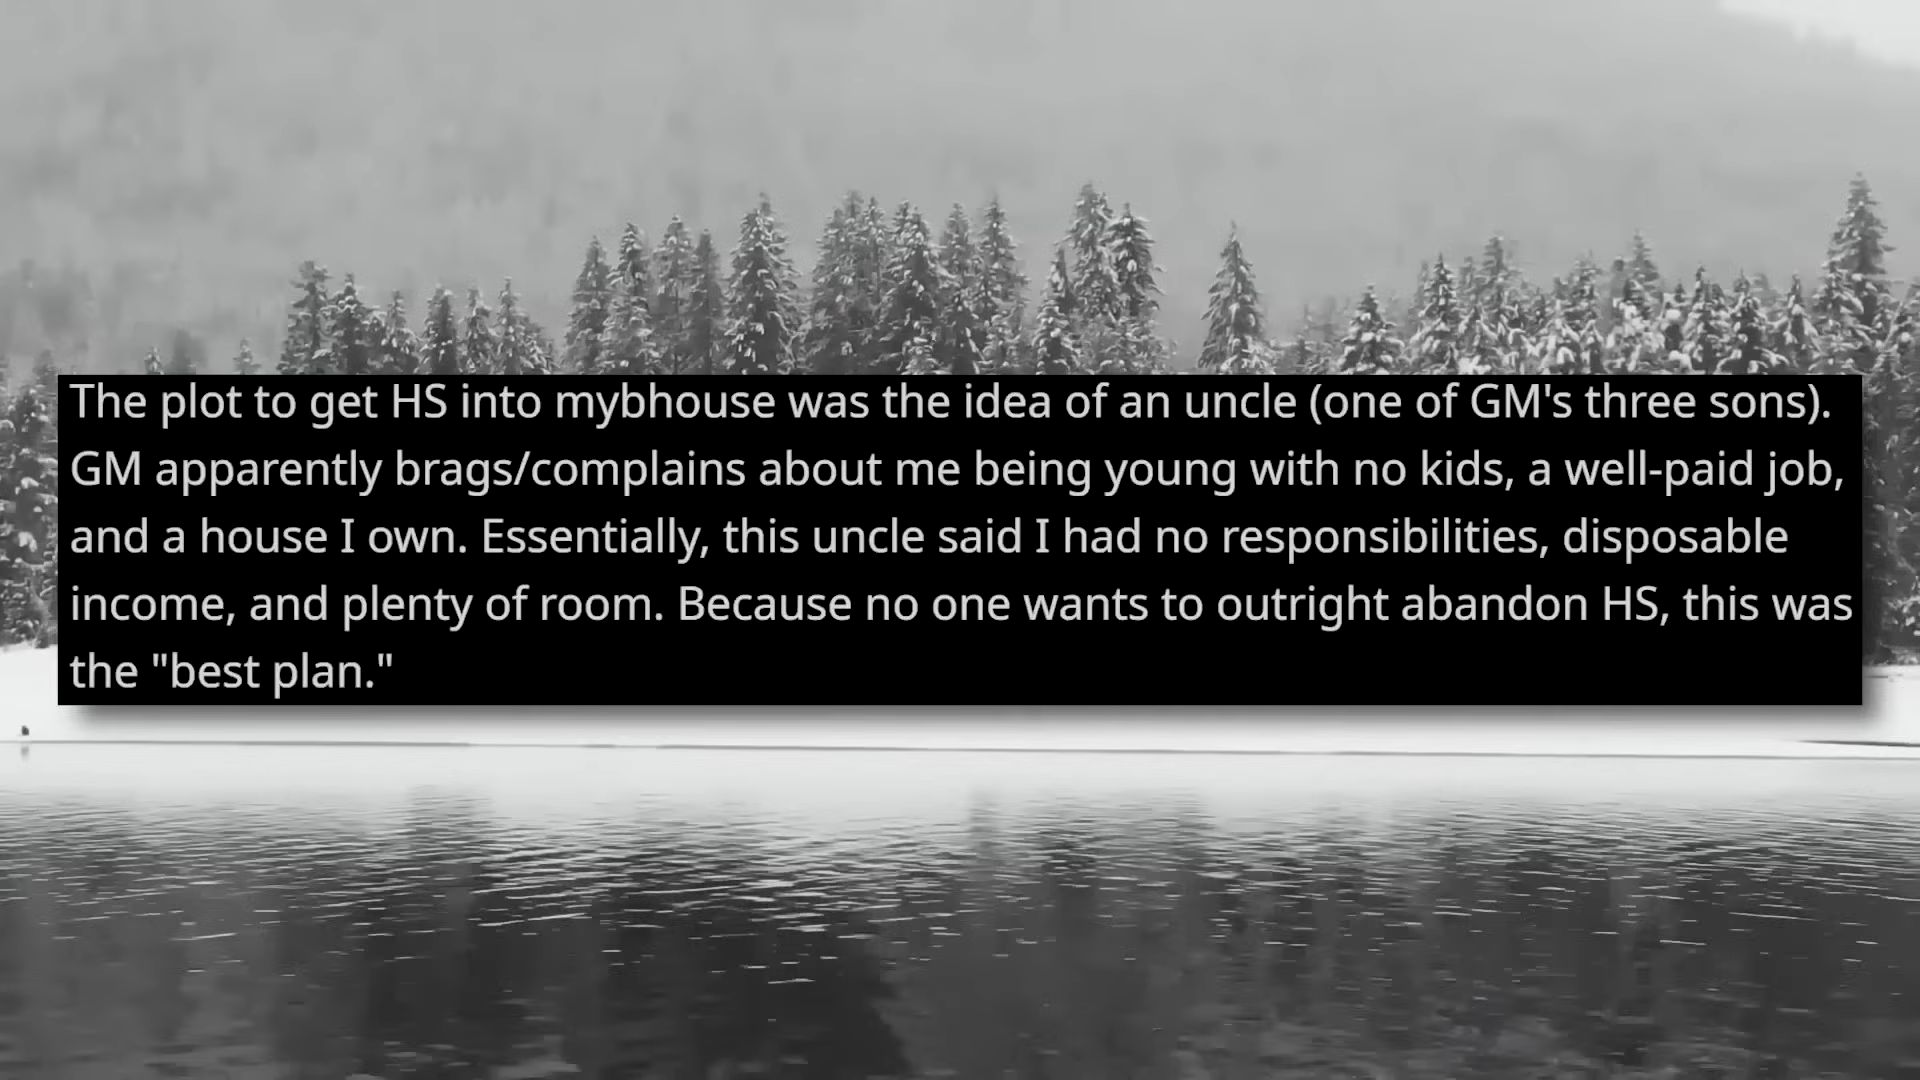 The plot to get HS into mybhouse was the idea of an uncle (one of GM's three sons).
GM apparently brags/complains about me being young with no kids, a well-paid job,
and a house I own. Essentially, this uncle said I had no responsibilities, disposable
income, and plenty of room. Because no one wants to outright abandon HS, this was
the "best plan."